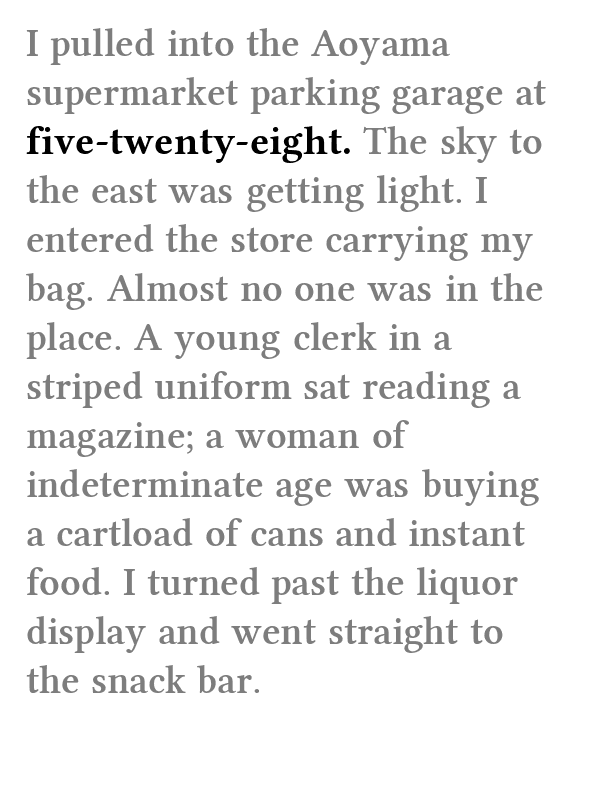 I pulled into the Aoyama
supermarket parking garage at
five-twenty-eight. The sky to
the east was getting light. I
entered the store carrying my
bag. Almost no one was in the
place. A young clerk in a
striped uniform sat reading a
magazine; a woman of
indeterminate age was buying
a cartload of cans and instant
food. I turned past the liquor
display and went straight to
the snack bar.